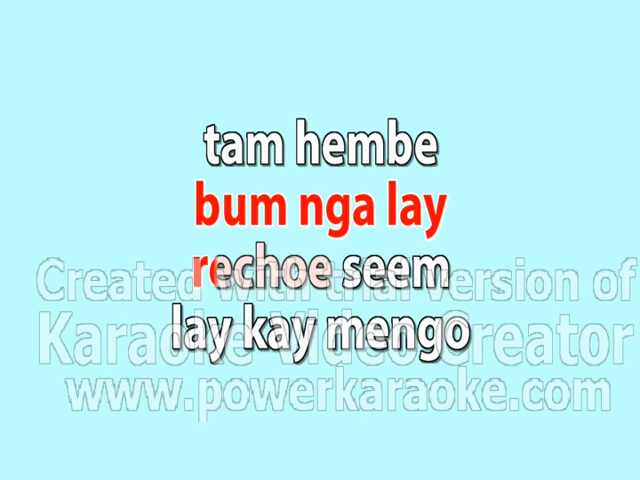 tam hembe
bum nga lay
rechoe seem
lay kay mengo
Created with trial version of
Karaoke Video Creator
www.powerkaraoke.com